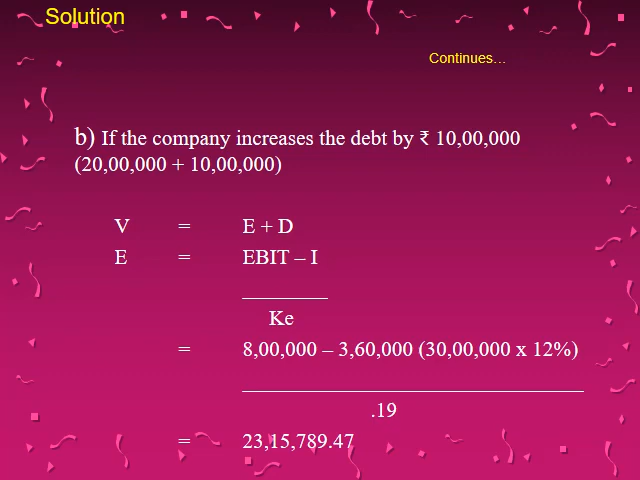 Solution
Continues…
b) If the company increases the debt by ₹ 10,00,000
(20,00,000 + 10,00,000)
V = E + D
E = EBIT – I
Ke
= 8,00,000 – 3,60,000 (30,00,000 x 12%)
.19
= 23,15,789.47